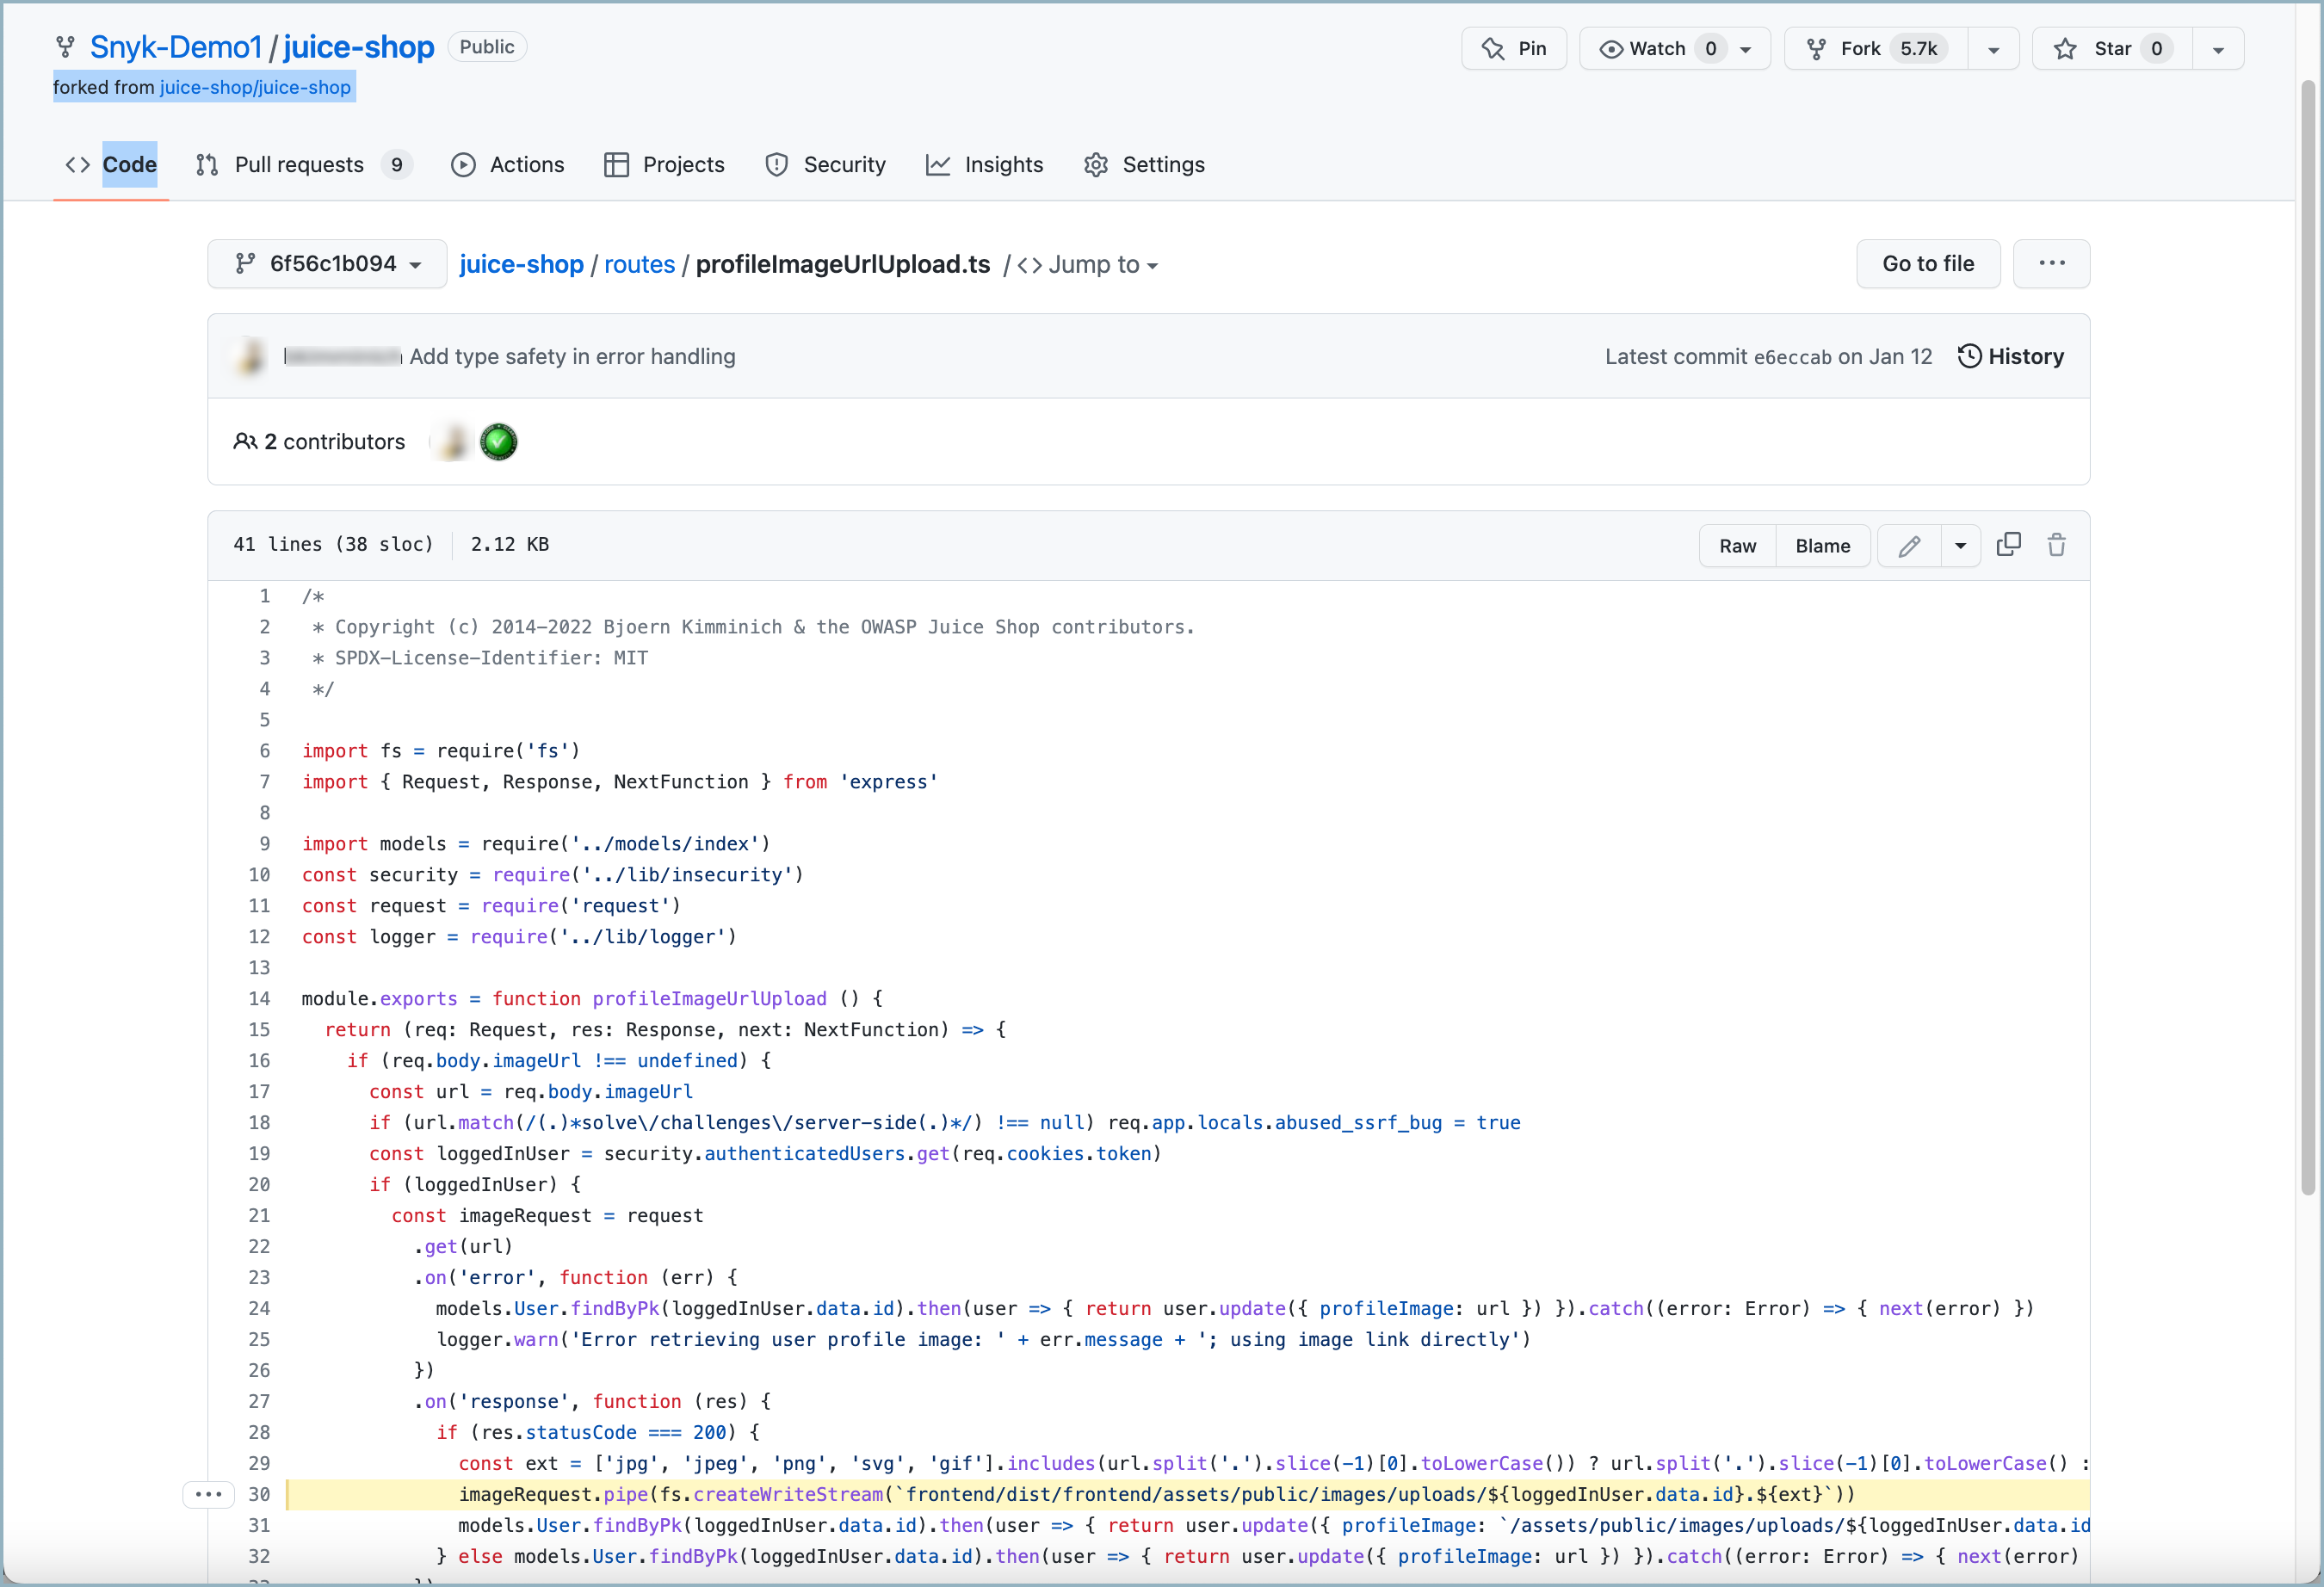 Snyk-Demo1 / juice-shop Public Pin Watch 0 Fork 5.7k Star 0
forked from juice-shop/juice-shop
Code Pull requests 9 Actions Projects Security Insights Settings
6f56c1b094 juice-shop / routes / profileImageUrlUpload.ts / <> Jump to Go to file ...
Add type safety in error handling Latest commit e6eccab on Jan 12 History
2 contributors
41 lines (38 sloc) 2.12 KB Raw Blame
1 /*
2  * Copyright (c) 2014-2022 Bjoern Kimminich & the OWASP Juice Shop contributors.
3  * SPDX-License-Identifier: MIT
4  */
5
6 import fs = require('fs')
7 import { Request, Response, NextFunction } from 'express'
8
9 import models = require('../models/index')
10 const security = require('../lib/insecurity')
11 const request = require('request')
12 const logger = require('../lib/logger')
13
14 module.exports = function profileImageUrlUpload () {
15   return (req: Request, res: Response, next: NextFunction) => {
16     if (req.body.imageUrl !== undefined) {
17       const url = req.body.imageUrl
18       if (url.match(/(.)*solve\/challenges\/server-side(.)*/) !== null) req.app.locals.abused_ssrf_bug = true
19       const loggedInUser = security.authenticatedUsers.get(req.cookies.token)
20       if (loggedInUser) {
21         const imageRequest = request
22           .get(url)
23           .on('error', function (err) {
24             models.User.findByPk(loggedInUser.data.id).then(user => { return user.update({ profileImage: url }) }).catch((error: Error) => { next(error) })
25             logger.warn('Error retrieving user profile image: ' + err.message + '; using image link directly')
26           })
27           .on('response', function (res) {
28             if (res.statusCode === 200) {
29               const ext = ['jpg', 'jpeg', 'png', 'svg', 'gif'].includes(url.split('.').slice(-1)[0].toLowerCase()) ? url.split('.').slice(-1)[0].toLowerCase() :
... 30               imageRequest.pipe(fs.createWriteStream(`frontend/dist/frontend/assets/public/images/uploads/${loggedInUser.data.id}.${ext}`))
31               models.User.findByPk(loggedInUser.data.id).then(user => { return user.update({ profileImage: `/assets/public/images/uploads/${loggedInUser.data.id
32             } else models.User.findByPk(loggedInUser.data.id).then(user => { return user.update({ profileImage: url }) }).catch((error: Error) => { next(error)